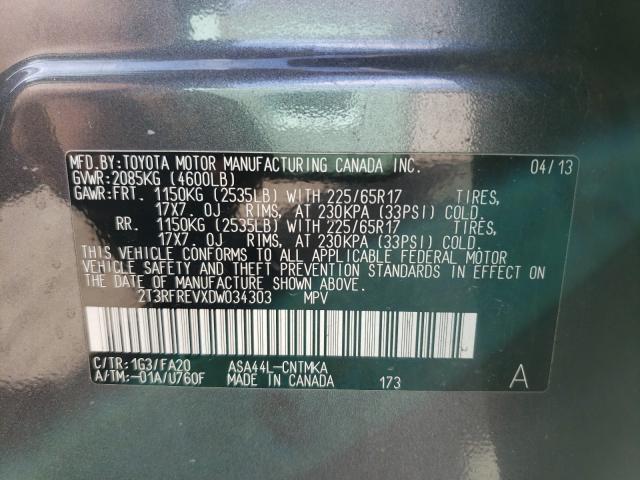 MFD.BY:TOYOTA MOTOR MANUFACTURING CANADA INC. 04/13
GVWR:2085KG (4600LB)
GAWR:FRT. 1150KG (2535LB) WITH 225/65R17 TIRES,
17X7. 0J RIMS, AT 230KPA (33PSI) COLD.
RR. 1150KG (2535LB) WITH 225/65R17 TIRES,
17X7. 0J RIMS, AT 230KPA (33PSI) COLD.
THIS VEHICLE CONFORMS TO ALL APPLICABLE FEDERAL MOTOR
VEHICLE SAFETY AND THEFT PREVENTION STANDARDS IN EFFECT ON
THE DATE OF MANUFACTURE SHOWN ABOVE.
2T3RFREVXDW034303 MPV
C/TR:1G3/FA20 ASA44L-CNTMKA
A/TM:-01A/U760F MADE IN CANADA 173 A